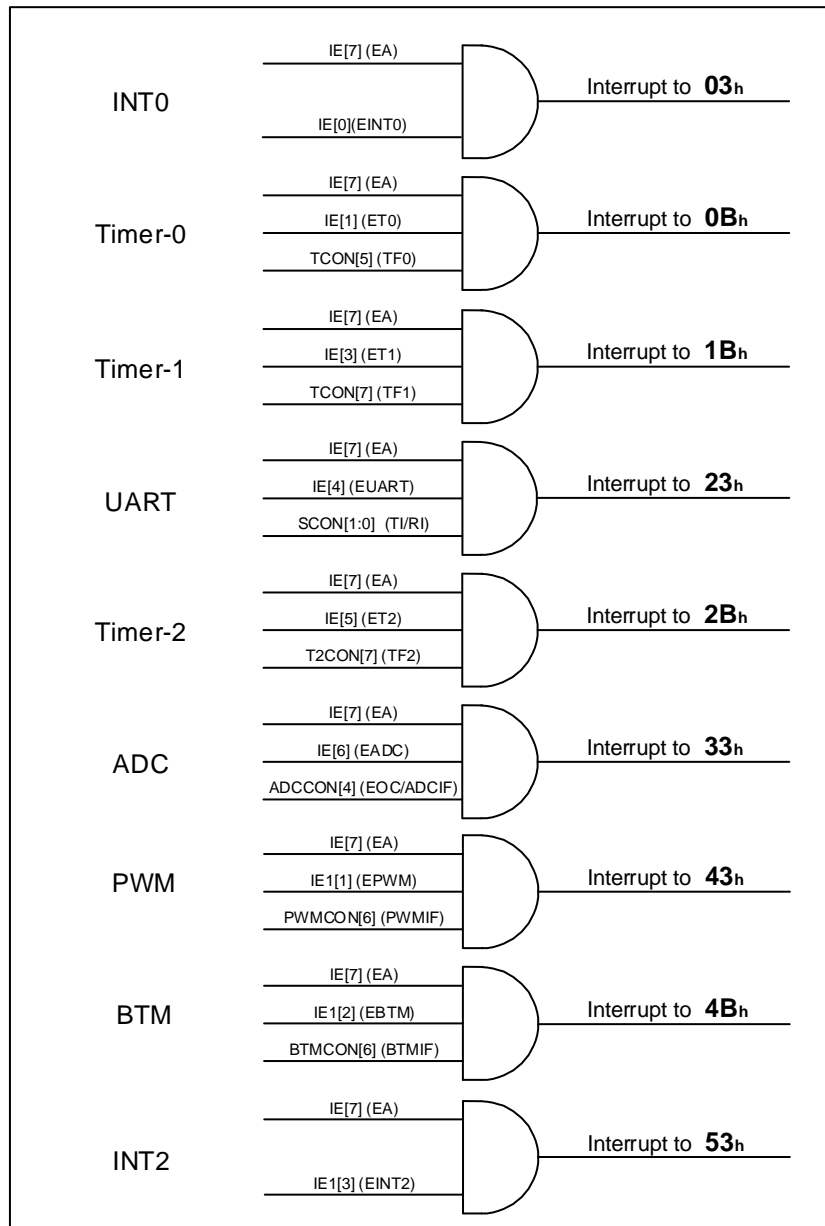 IE[7] (EA)
INT0
Interrupt to 03h
IE[0](EINT0)
IE[7] (EA)
Timer-0
IE[1] (ET0)
Interrupt to 0Bh
TCON[5] (TF0)
IE[7] (EA)
Timer-1
IE[3] (ET1)
Interrupt to 1Bh
TCON[7] (TF1)
IE[7] (EA)
UART
IE[4] (EUART)
Interrupt to 23h
SCON[1:0] (TI/RI)
IE[7] (EA)
Timer-2
IE[5] (ET2)
Interrupt to 2Bh
T2CON[7] (TF2)
IE[7] (EA)
ADC
IE[6] (EADC)
Interrupt to 33h
ADCCON[4] (EOC/ADCIF)
IE[7] (EA)
PWM
IE1[1] (EPWM)
Interrupt to 43h
PWMCON[6] (PWMIF)
IE[7] (EA)
BTM
IE1[2] (EBTM)
Interrupt to 4Bh
BTMCON[6] (BTMIF)
IE[7] (EA)
INT2
Interrupt to 53h
IE1[3] (EINT2)